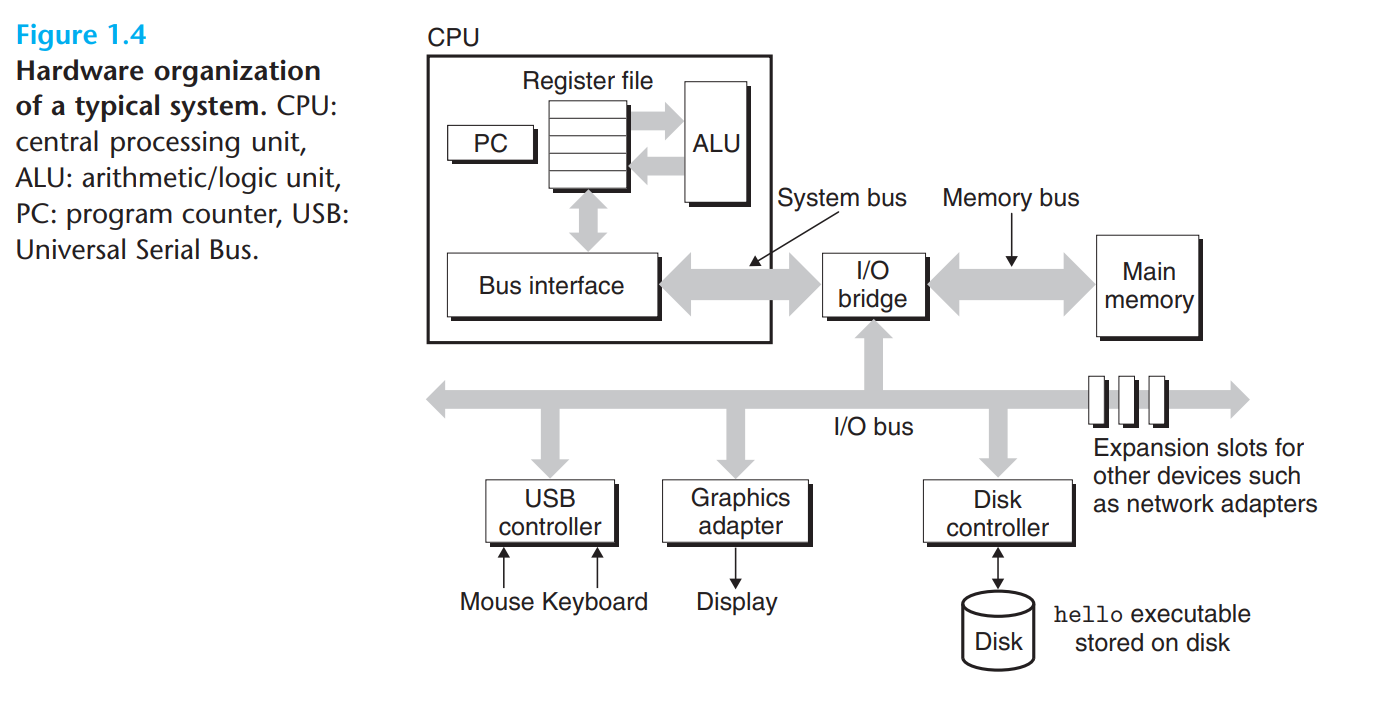 Figure 1.4
Hardware organization
of a typical system. CPU:
central processing unit,
ALU: arithmetic/logic unit,
PC: program counter, USB:
Universal Serial Bus.
CPU
Register file
PC
ALU
System bus
Memory bus
Bus interface
I/O
bridge
Main
memory
I/O bus
Expansion slots for
other devices such
as network adapters
USB
controller
Graphics
adapter
Disk
controller
Mouse Keyboard
Display
Disk
hello executable
stored on disk